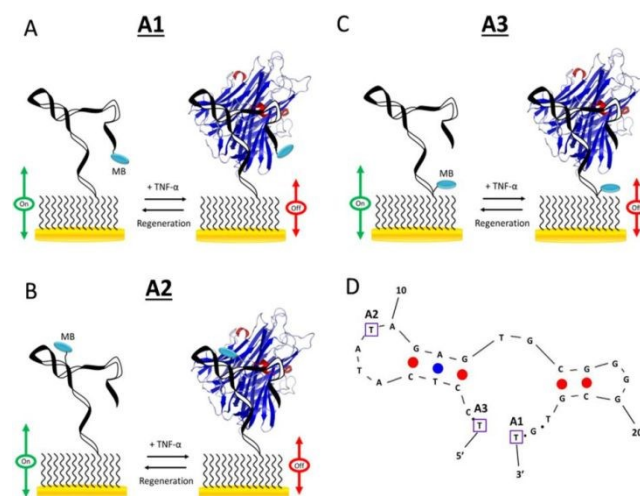 A
A1
MB
On
+ TNF-α
Regeneration
Off
C
A3
MB
On
+ TNF-α
Regeneration
Off
B
A2
MB
On
+ TNF-α
Regeneration
Off
D
10
A2
T A
A G A G T G C G G
T A C T C C G C G G
C T 20
A3 A1
T T G
5’ 3’